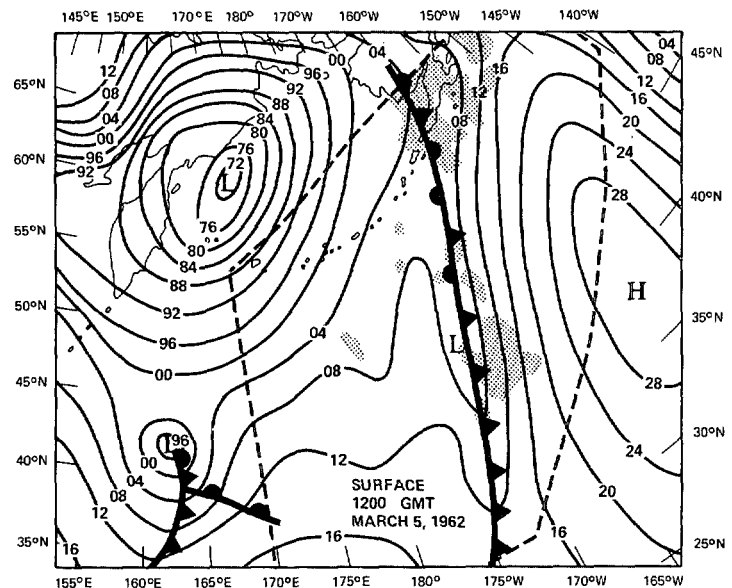 145°E 150°E 170°E 180° 170°W 160°W 150°W 145°W 140°W
04 00 96 16 04 45°N
12 08 12
65°N 08 92 12 16
04 88 08 20
00 84 24
96 80
60°N 92 76
72 28 40°N
L
55°N 76
80
84
88 H
50°N 92 35°N
96 04 L
00 08
45°N 28
30°N
L 96 12 24
40°N 00
04 SURFACE 20
08 1200 GMT
12 MARCH 5, 1962
35°N 16 16 16 25°N
155°E 160°E 165°E 170°E 175°E 180° 175°W 170°W 165°W